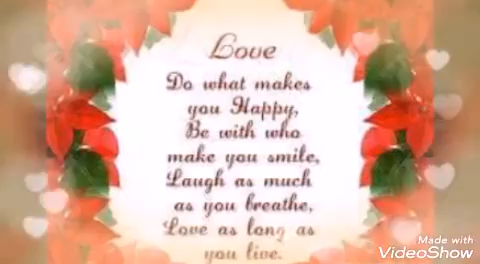 Love
Do what makes
you Happy,
Be with who
make you smile,
Laugh as much
as you breathe,
Love as long as
you live.
Made with
VideoShow